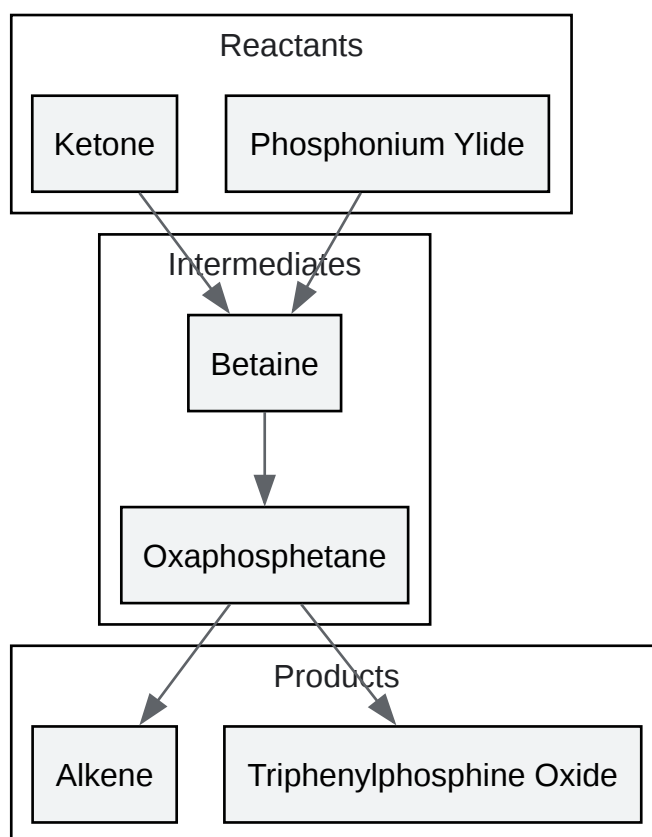 Reactants
Ketone
Phosphonium Ylide
Intermediates
Betaine
Oxaphosphetane
Products
Alkene
Triphenylphosphine Oxide